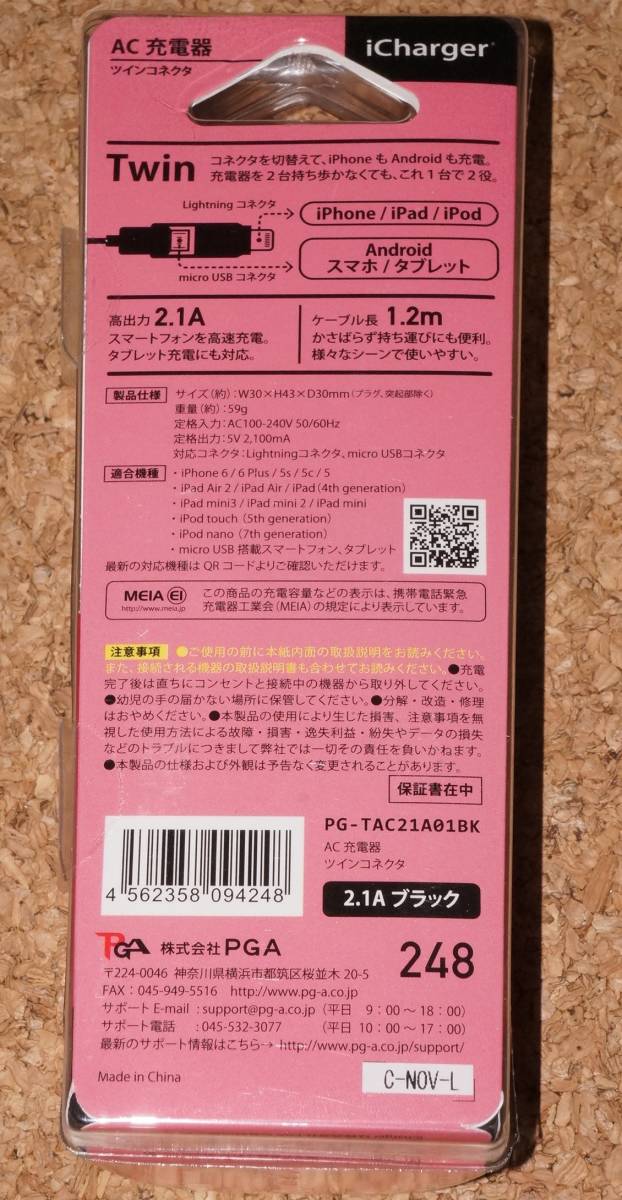 AC 充電器
ツインコネクタ
iCharger
Twin
コネクタを切替えて、iPhone も Android も充電。
充電器を2台持ち歩かなくても、これ1台で2役。
Lightning コネクタ
iPhone / iPad / iPod
micro USB コネクタ
Android
スマホ / タブレット
高出力 2.1A
スマートフォンを高速充電。
タブレット充電にも対応。
ケーブル長 1.2m
かさばらず持ち運びにも便利。
様々なシーンで使いやすい。
製品仕様
サイズ(約):W30×H43×D30mm(プラグ、突起部除く)
重量(約):59g
定格入力:AC100-240V 50/60Hz
定格出力:5V 2,100mA
対応コネクタ:Lightningコネクタ、micro USBコネクタ
適合機種
・iPhone 6 / 6 Plus / 5s / 5c / 5
・iPad Air 2 / iPad Air / iPad(4th generation)
・iPad mini3 / iPad mini 2 / iPad mini
・iPod touch (5th generation)
・iPod nano (7th generation)
・micro USB 搭載スマートフォン、タブレット
最新の対応機種は QR コードよりご確認いただけます。
MEIA EI
http://www.meia.jp
この商品の充電容量などの表示は、携帯電話緊急
充電器工業会(MEIA)の規定により表示しています。
注意事項 ●ご使用の前に本紙内面の取扱説明をお読みください。
また、接続される機器の取扱説明書も合わせてお読みください。●充電
完了後は直ちにコンセントと接続中の機器から取り外してください。
●幼児の手の届かない場所に保管してください。●分解・改造・修理
はおやめください。●本製品の使用により生じた損害、注意事項を無
視した使用方法による故障・損害・逸失利益・紛失やデータの損失
などのトラブルにつきまして弊社では一切その責任を負いかねます。
●本製品の仕様および外観は予告なく変更されることがあります。
保証書在中
PG-TAC21A01BK
AC 充電器
ツインコネクタ
4 562358 094248
2.1A ブラック
PGA 株式会社PGA
248
〒224-0046 神奈川県横浜市都筑区桜並木 20-5
FAX:045-949-5516 http://www.pg-a.co.jp
サポート E-mail :support@pg-a.co.jp (平日 9:00~18:00)
サポート電話 :045-532-3077 (平日 10:00~17:00)
最新のサポート情報はこちら→ http://www.pg-a.co.jp/support/
Made in China
C-NOV-L